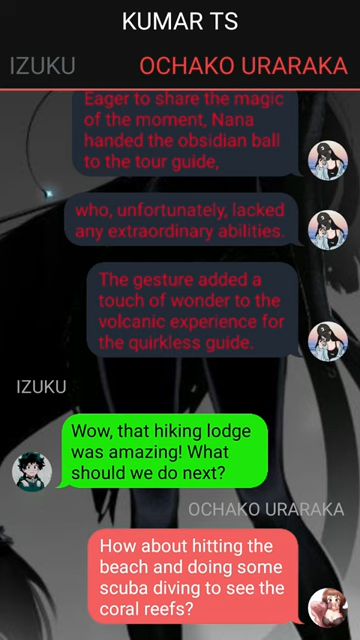 KUMAR TS
IZUKU
OCHAKO URARAKA
Eager to share the magic
of the moment, Nana
handed the obsidian ball
to the tour guide,
who, unfortunately, lacked
any extraordinary abilities.
The gesture added a
touch of wonder to the
volcanic experience for
the quirkless guide.
IZUKU
Wow, that hiking lodge
was amazing! What
should we do next?
OCHAKO URARAKA
How about hitting the
beach and doing some
scuba diving to see the
coral reefs?